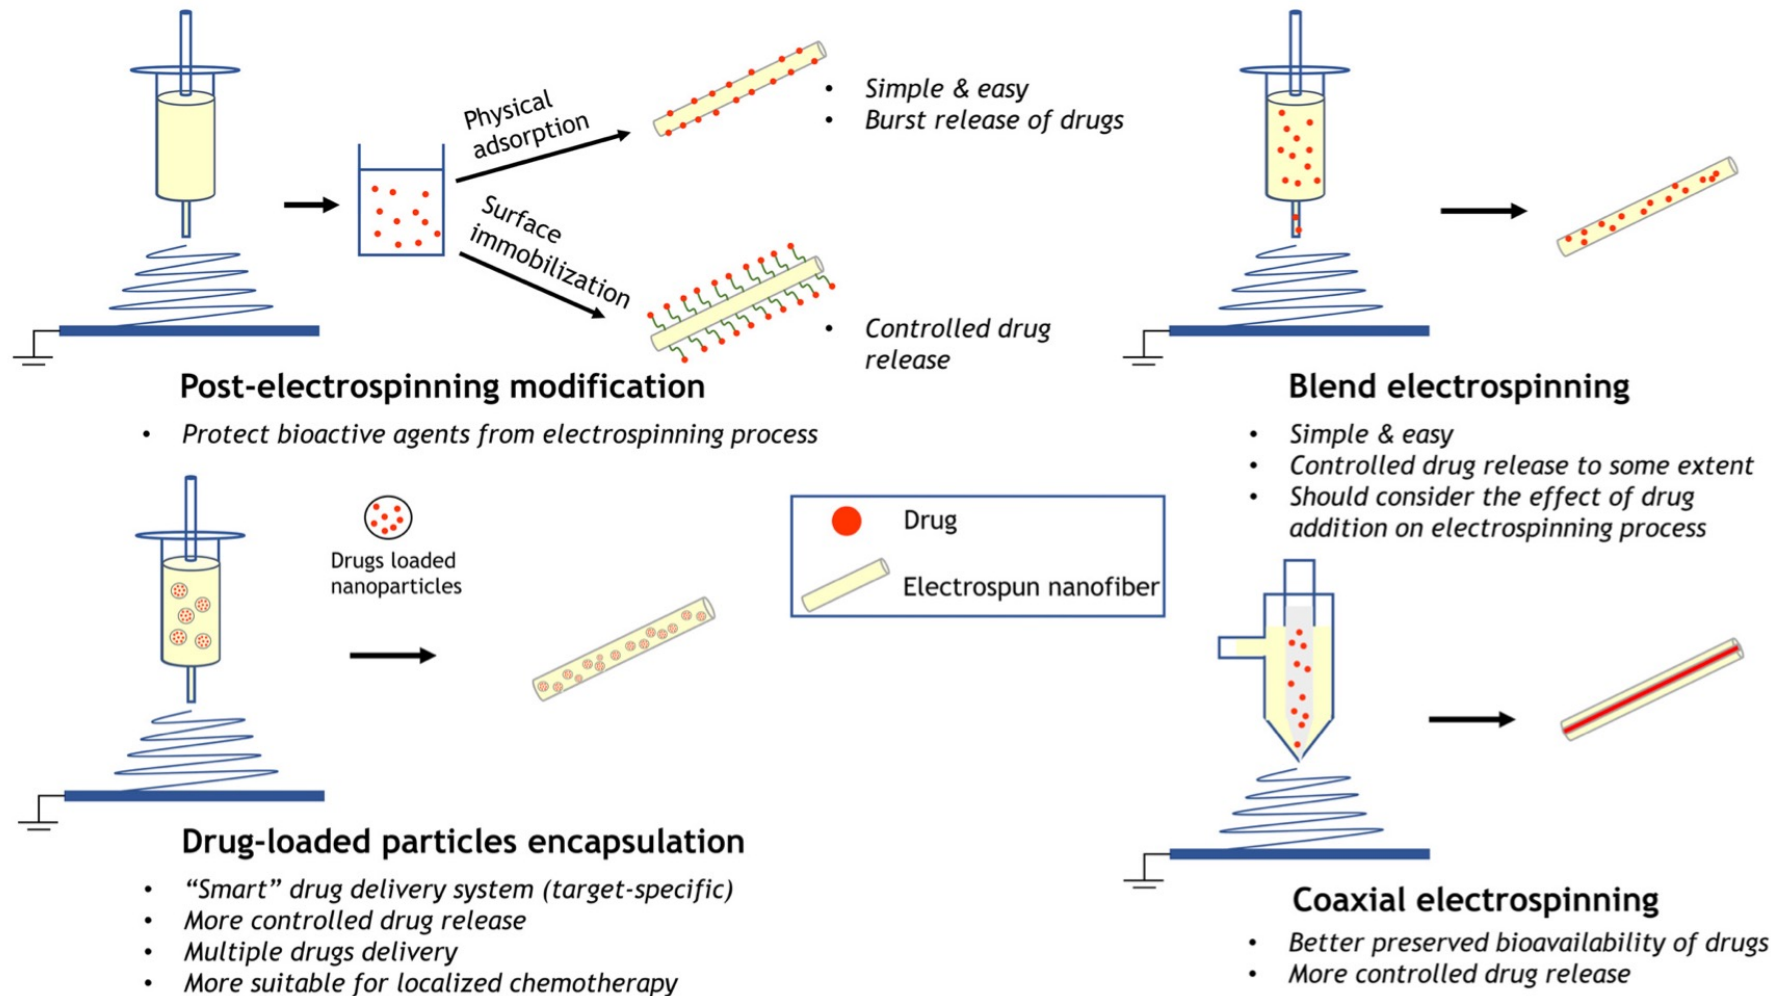 Physical
adsorption
• Simple & easy
• Burst release of drugs
Surface
immobilization
• Controlled drug
release
Post-electrospinning modification
• Protect bioactive agents from electrospinning process
Blend electrospinning
• Simple & easy
• Controlled drug release to some extent
• Should consider the effect of drug
addition on electrospinning process
Drugs loaded
nanoparticles
Drug
Electrospun nanofiber
Drug-loaded particles encapsulation
• “Smart” drug delivery system (target-specific)
• More controlled drug release
• Multiple drugs delivery
• More suitable for localized chemotherapy
Coaxial electrospinning
• Better preserved bioavailability of drugs
• More controlled drug release